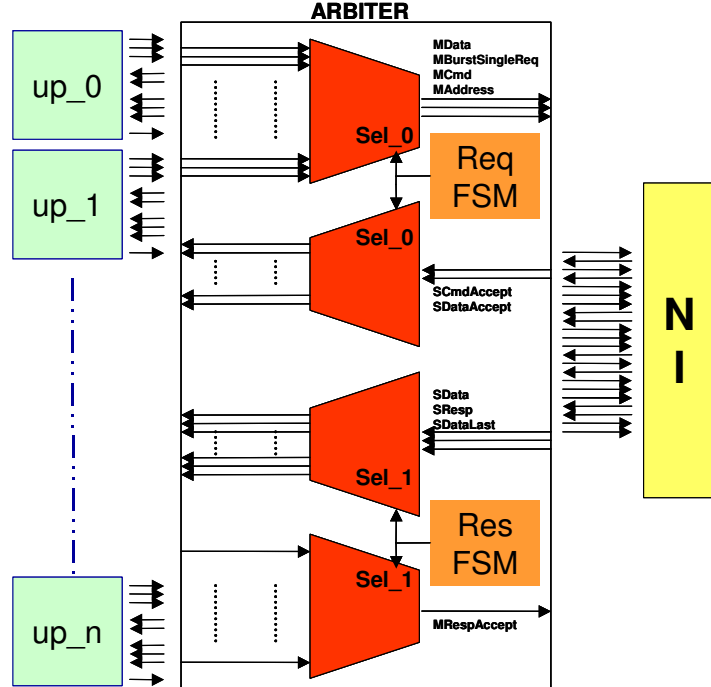 ARBITER
up_0
MData
MBurstSingleReq
MCmd
MAddress
Sel_0
Req
FSM
up_1
Sel_0
SCmdAccept
SDataAccept
N
I
SData
SResp
SDataLast
Sel_1
Res
FSM
Sel_1
up_n
MRespAccept